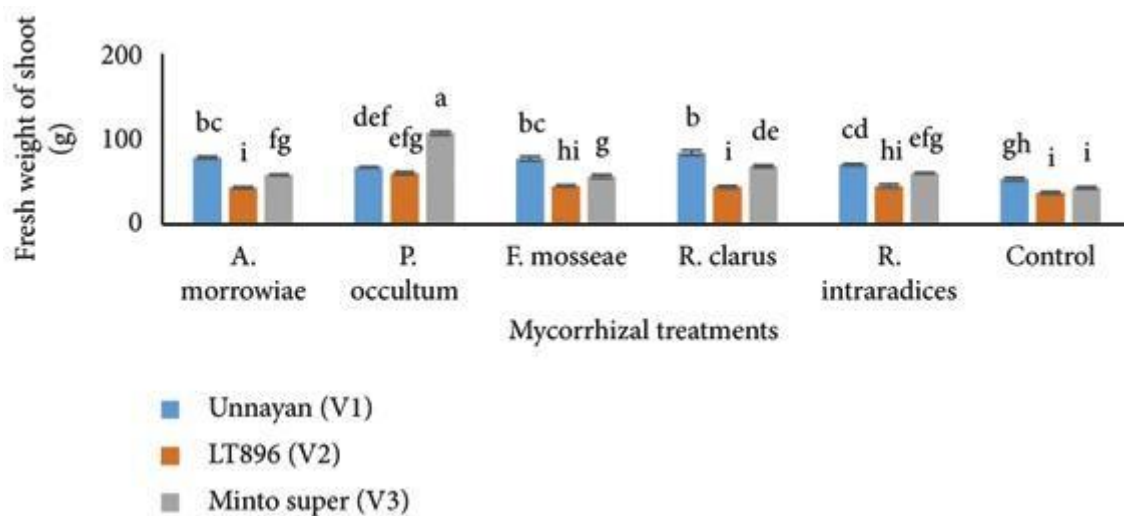 Fresh weight of shoot
(g)
200
100
0
bc
i
fg
def
efg
a
bc
hi
g
b
i
de
cd
hi
efg
gh
i
i
A.
morrowiae
P.
occultum
F. mosseae
R. clarus
R.
intraradices
Control
Mycorrhizal treatments
Unnayan (V1)
LT896 (V2)
Minto super (V3)